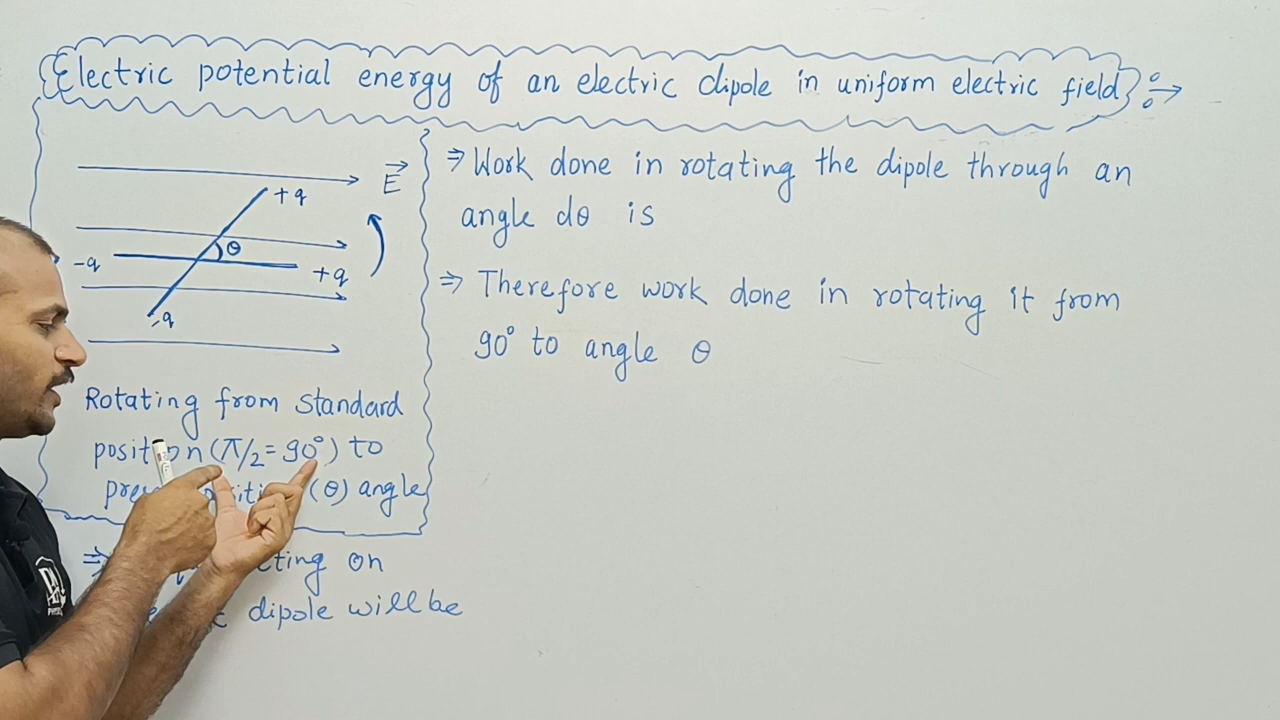 Electric potential energy of an electric dipole in uniform electric field :→
E
+q
θ
-q
+q
-q
Rotating from standard
position (π/2 = 90°) to
(θ) angle
⇒ on
dipole will be
⇒ Work done in rotating the dipole through an
angle dθ is
⇒ Therefore work done in rotating it from
90° to angle θ